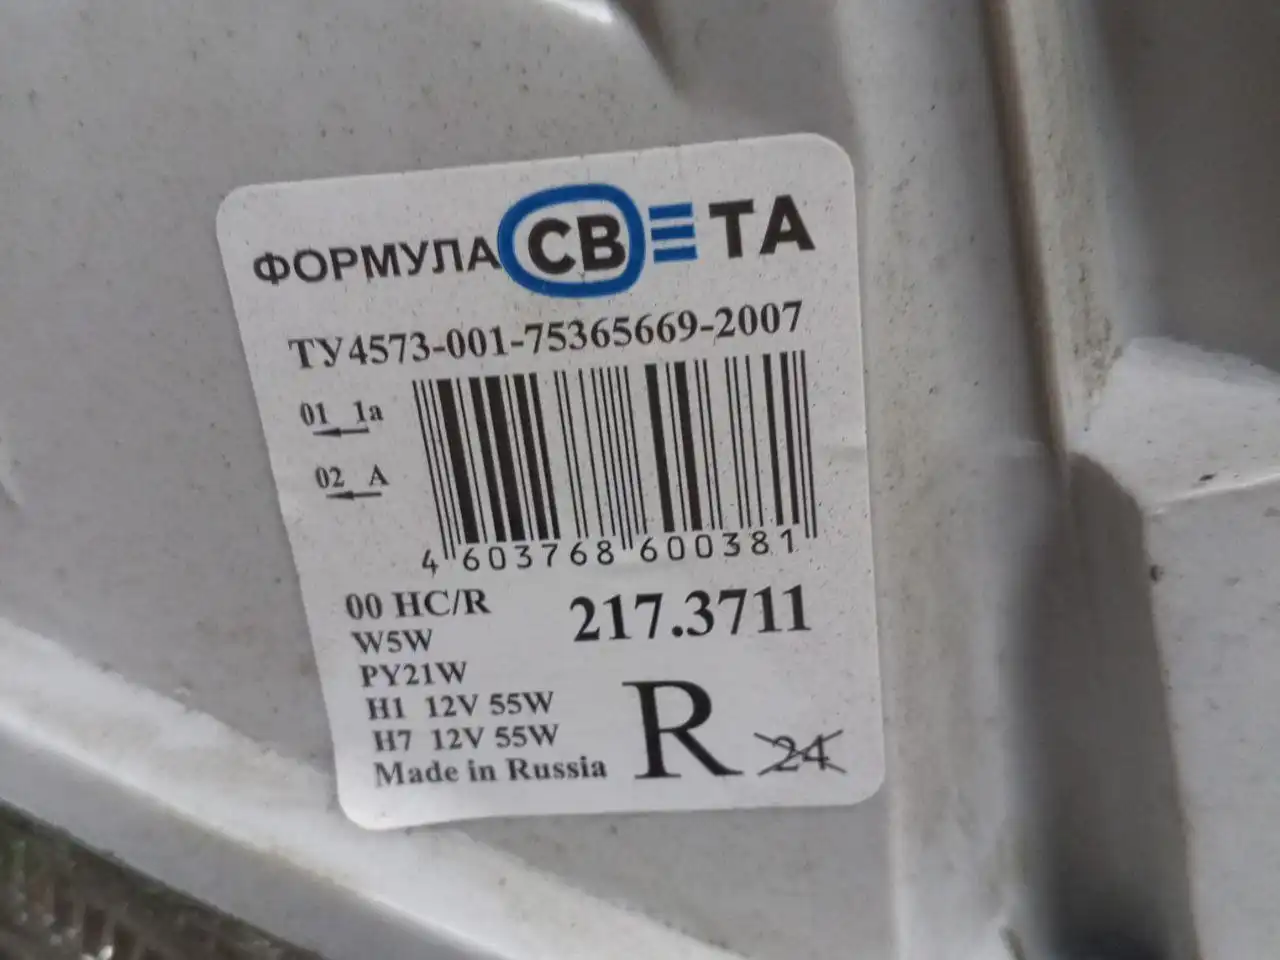 ФОРМУЛА СВЕТА
ТУ4573-001-75365669-2007
01 1a
02 A
4 603768 600381
00 HC/R
W5W
217.3711
PY21W
H1 12V 55W
H7 12V 55W
Made in Russia
R
24